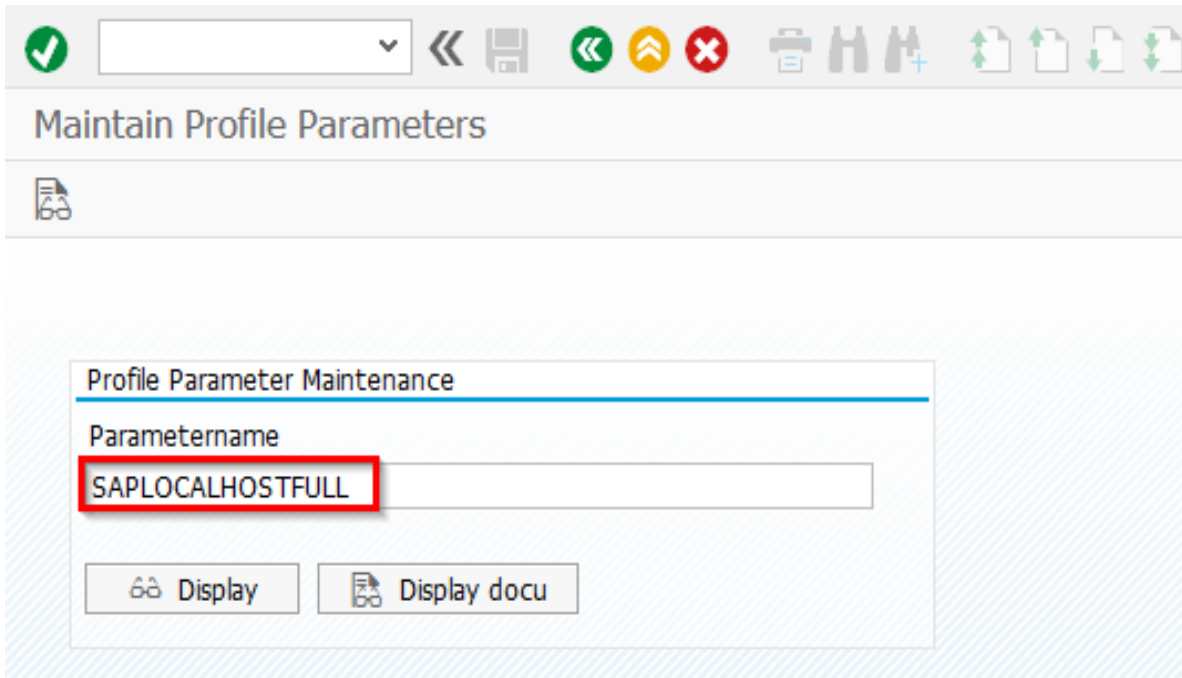 Maintain Profile Parameters
Profile Parameter Maintenance
Parametername
SAPLOCALHOSTFULL
Display Display docu